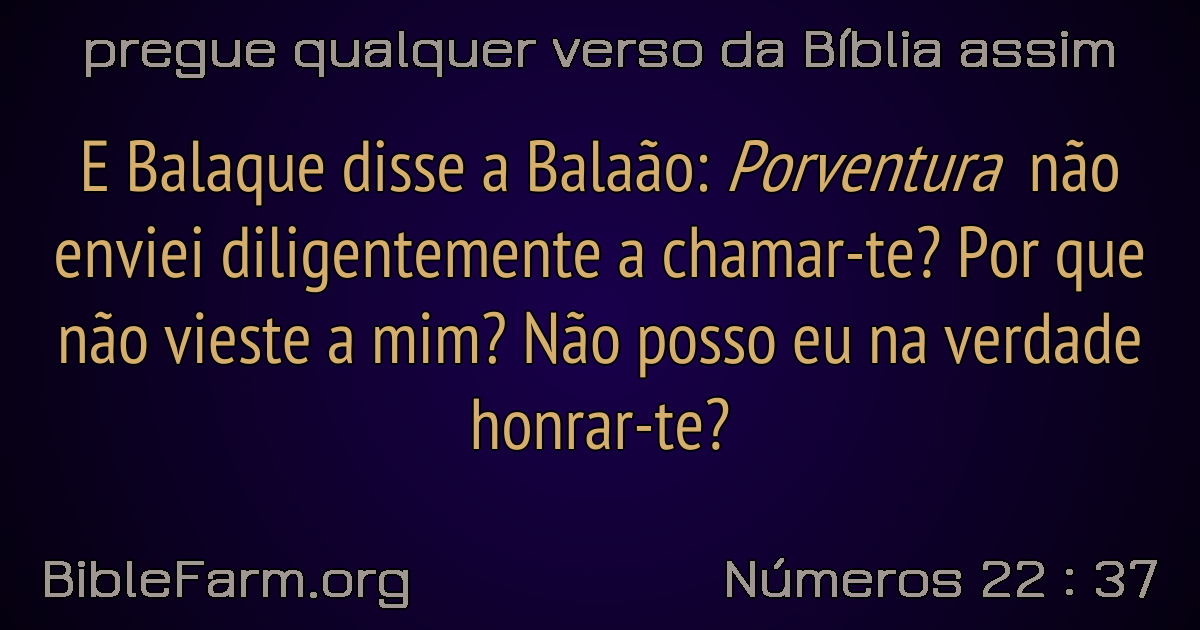 pregue qualquer verso da Bíblia assim
E Balaque disse a Balaão: Porventura não
enviei diligentemente a chamar-te? Por que
não vieste a mim? Não posso eu na verdade
honrar-te?
BibleFarm.org
Números 22 : 37